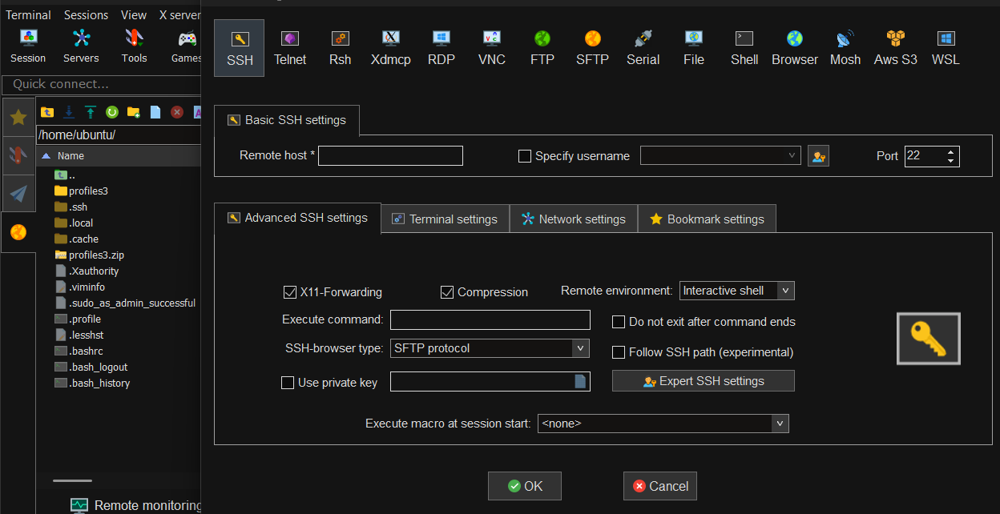 Terminal Sessions View X server
Session Servers Tools Games
SSH Telnet Rsh Xdmcp RDP VNC FTP SFTP Serial File Shell Browser Mosh Aws S3 WSL
Quick connect...
/home/ubuntu/
Name
..
profiles3
.ssh
.local
.cache
profiles3.zip
.Xauthority
.viminfo
.sudo_as_admin_successful
.profile
.lesshst
.bashrc
.bash_logout
.bash_history
Remote monitoring
Basic SSH settings
Remote host * Specify username Port 22
Advanced SSH settings Terminal settings Network settings Bookmark settings
X11-Forwarding Compression Remote environment: Interactive shell
Execute command: Do not exit after command ends
SSH-browser type: SFTP protocol Follow SSH path (experimental)
Use private key Expert SSH settings
Execute macro at session start: <none>
OK Cancel